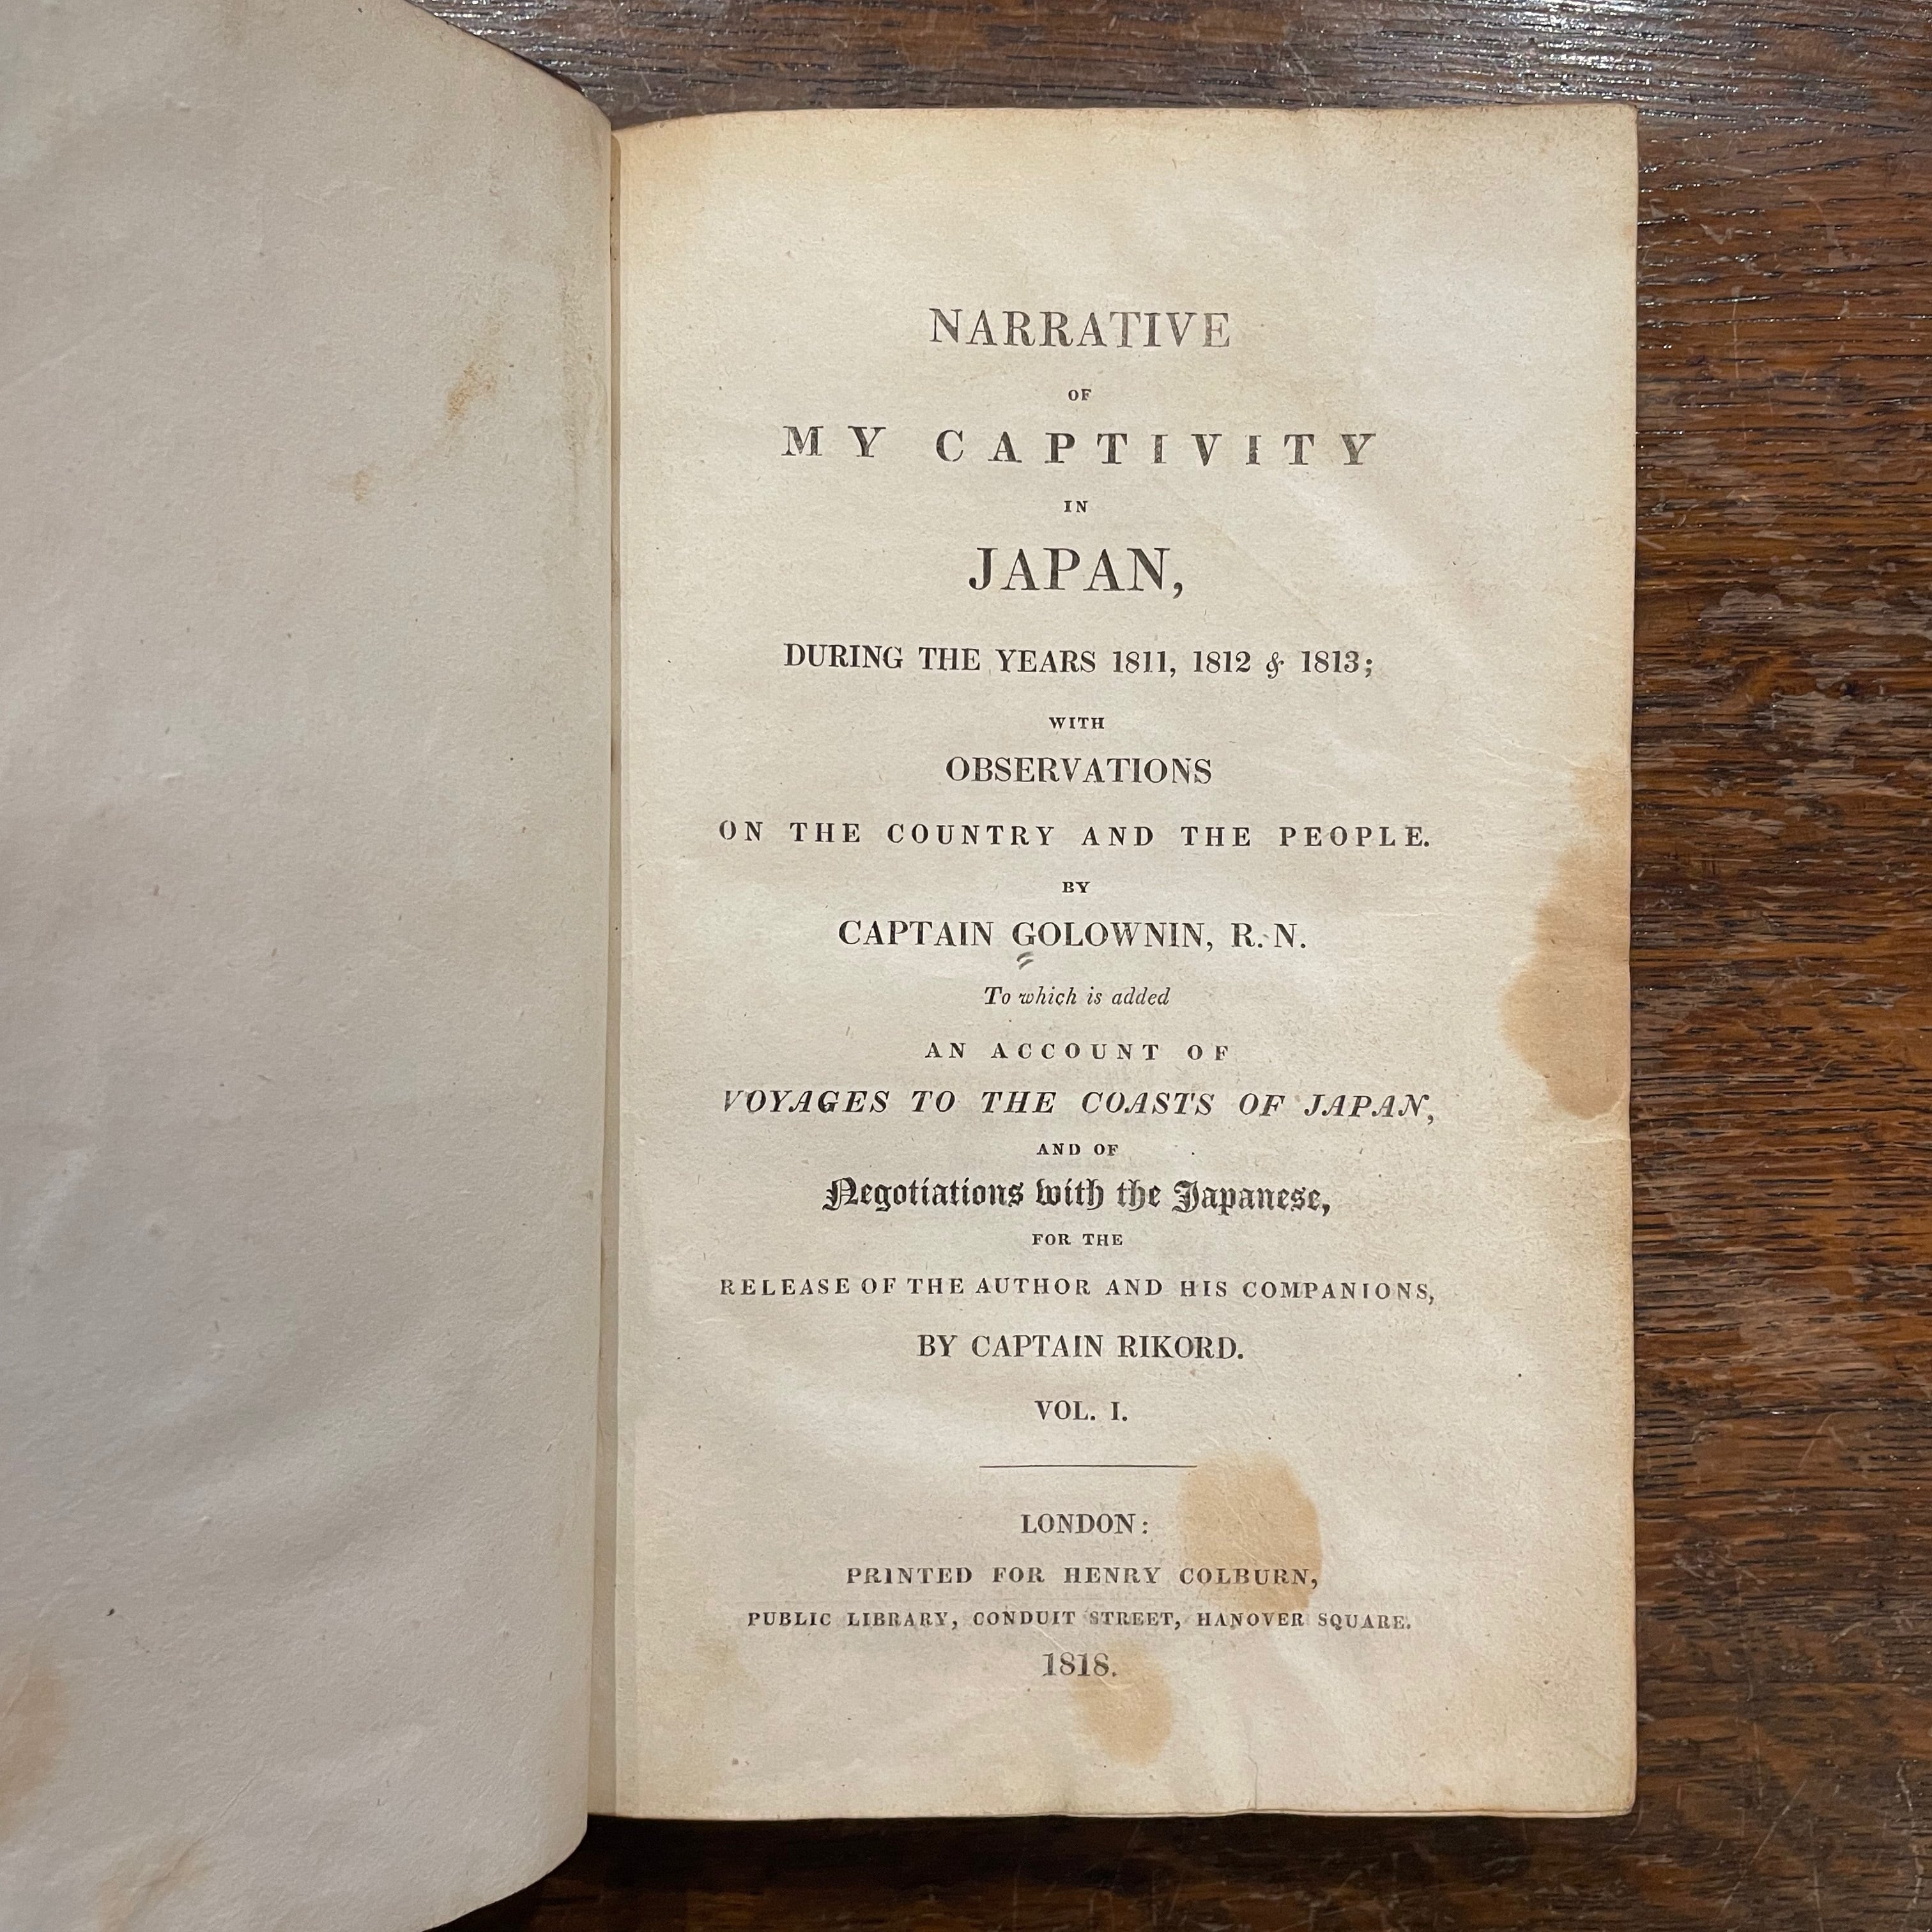 NARRATIVE
OF
MY CAPTIVITY
IN
JAPAN,
DURING THE YEARS 1811, 1812 & 1813;
WITH
OBSERVATIONS
ON THE COUNTRY AND THE PEOPLE.
BY
CAPTAIN GOLOWNIN, R. N.
To which is added
AN ACCOUNT OF
VOYAGES TO THE COASTS OF JAPAN,
AND OF
Negotiations with the Japanese,
FOR THE
RELEASE OF THE AUTHOR AND HIS COMPANIONS,
BY CAPTAIN RIKORD.
VOL. I.
LONDON:
PRINTED FOR HENRY COLBURN,
PUBLIC LIBRARY, CONDUIT STREET, HANOVER SQUARE.
1818.